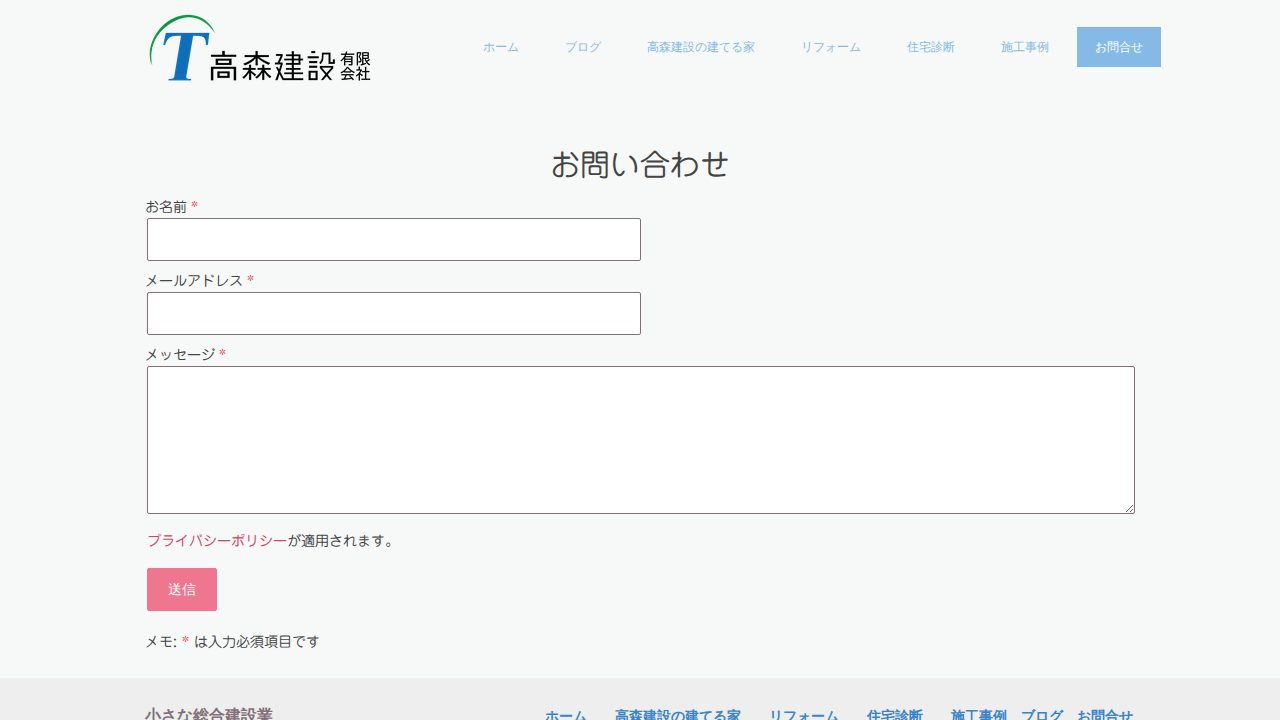 T 高森建設 有限会社
ホーム ブログ 高森建設の建てる家 リフォーム 住宅診断 施工事例 お問合せ
お問い合わせ
お名前 *
メールアドレス *
メッセージ *
プライバシーポリシーが適用されます。
送信
メモ: * は入力必須項目です
小さな総合建設業
ホーム 高森建設の建てる家 リフォーム 住宅診断 施工事例 ブログ お問合せ